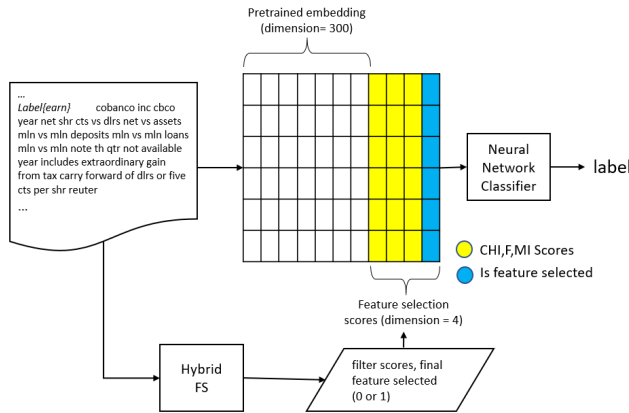 Pretrained embedding
(dimension= 300)
...
Label{earn} cobanco inc cbco
year net shr cts vs dlrs net vs assets
mln vs mln deposits mln vs mln loans
mln vs mln note th qtr not available
year includes extraordinary gain
from tax carry forward of dlrs or five
cts per shr reuter
...
Neural
Network
Classifier
label
CHI,F,MI Scores
Is feature selected
Feature selection
scores (dimension = 4)
Hybrid
FS
filter scores, final
feature selected
(0 or 1)